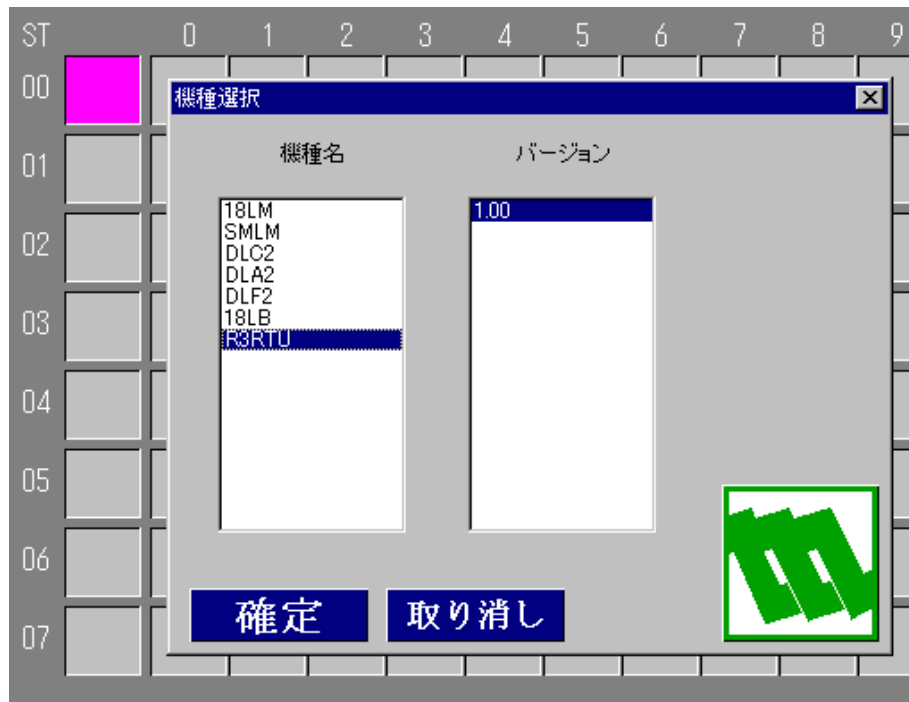 ST 0 1 2 3 4 5 6 7 8 9
00
機種選択
01
機種名 バージョン
18LM 1.00
SMLM
DLC2
DLA2
DLF2
18LB
R3RTU
02
03
04
05
06
確定 取り消し
07